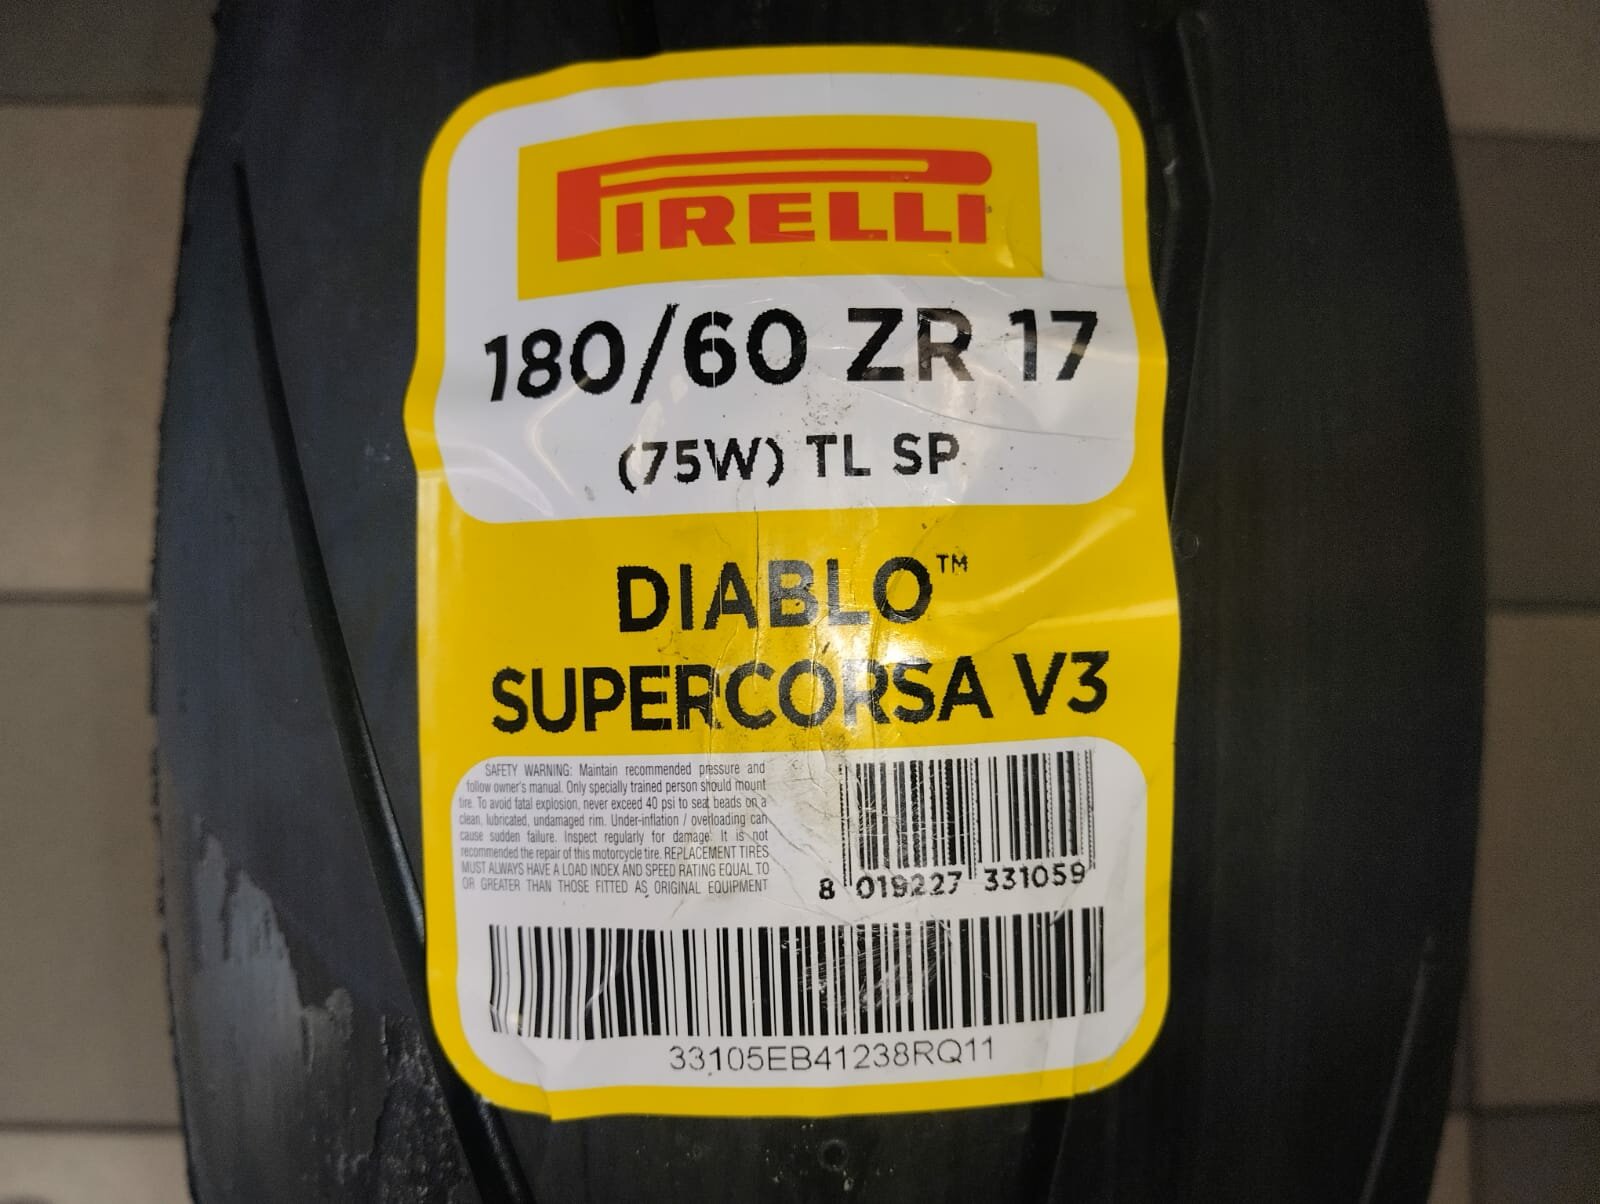 PIRELLI
180/60 ZR 17
(75W) TL SP
DIABLO™
SUPERCORSA V3
SAFETY WARNING: Maintain recommended pressure and
follow owner's manual. Only specially trained person should mount
tire. To avoid fatal explosion, never exceed 40 psi to seat beads on a
clean, lubricated, undamaged rim. Under-inflation / overloading can
cause sudden failure. Inspect regularly for damage. It is not
recommended the repair of this motorcycle tire. REPLACEMENT TIRES
MUST ALWAYS HAVE A LOAD INDEX AND SPEED RATING EQUAL TO
OR GREATER THAN THOSE FITTED AS ORIGINAL EQUIPMENT
8 019227 331059
33105EB41238RQ11